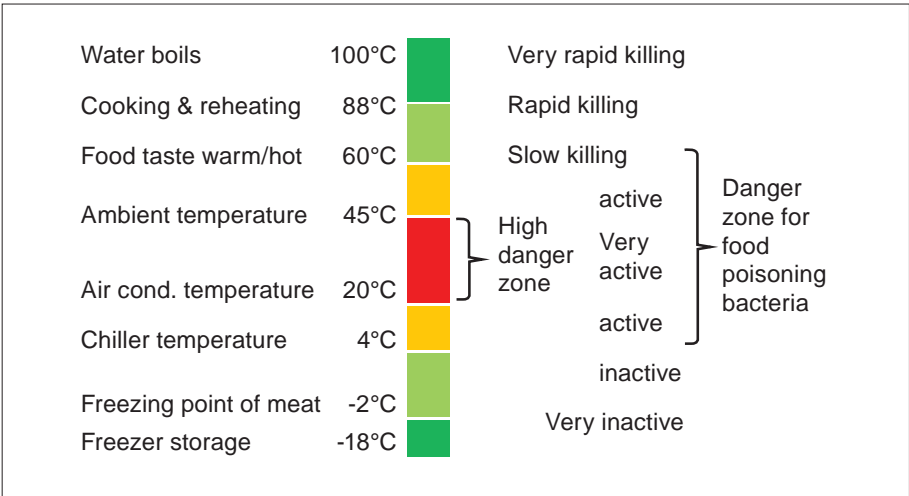 Water boils 100°C Very rapid killing
Cooking & reheating 88°C Rapid killing
Food taste warm/hot 60°C Slow killing
active
Ambient temperature 45°C
High
danger
zone
Very
active
Danger
zone for
food
poisoning
bacteria
Air cond. temperature 20°C
active
Chiller temperature 4°C
inactive
Freezing point of meat -2°C
Very inactive
Freezer storage -18°C